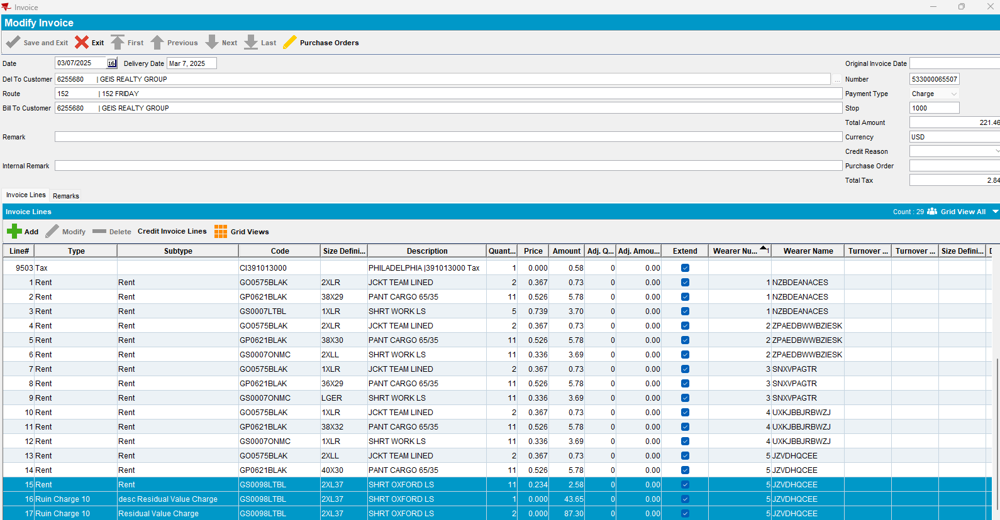 Invoice
Modify Invoice
Save and Exit Exit First Previous Next Last Purchase Orders
Date 03/07/2025 16 Delivery Date Mar 7, 2025 Original Invoice Date
Del To Customer 6255680 | GEIS REALTY GROUP ... Number 533000065507
Route 152 | 152 FRIDAY Payment Type Charge
Bill To Customer 6255680 | GEIS REALTY GROUP Stop 1000
Total Amount 221.46
Remark Currency USD
Credit Reason
Internal Remark Purchase Order
Total Tax 2.84
Invoice Lines Remarks
Invoice Lines Count : 29 Grid View All
Add Modify Delete Credit Invoice Lines Grid Views
Line# Type Subtype Code Size Defini... Description Quant... Price Amount Adj. Q... Adj. Amou... Extend Wearer Nu... 1 Wearer Name Turnover ... Turnover ... Size Defini... D
9503 Tax CI391013000 PHILADELPHIA |391013000 Tax 1 0.000 0.58 0 0.00
1 Rent Rent GO0575BLAK 2XLR JCKT TEAM LINED 2 0.367 0.73 0 0.00 1 NZBDEANACES
2 Rent Rent GP0621BLAK 38X29 PANT CARGO 65/35 11 0.526 5.78 0 0.00 1 NZBDEANACES
3 Rent Rent GS0007LTBL 1XLR SHRT WORK LS 5 0.739 3.70 0 0.00 1 NZBDEANACES
4 Rent Rent GO0575BLAK 2XLR JCKT TEAM LINED 2 0.367 0.73 0 0.00 2 ZPAEDBWWBZIESK
5 Rent Rent GP0621BLAK 38X30 PANT CARGO 65/35 11 0.526 5.78 0 0.00 2 ZPAEDBWWBZIESK
6 Rent Rent GS0007ONMC 2XLL SHRT WORK LS 11 0.336 3.69 0 0.00 2 ZPAEDBWWBZIESK
7 Rent Rent GO0575BLAK 1XLR JCKT TEAM LINED 2 0.367 0.73 0 0.00 3 SNXVPAGTR
8 Rent Rent GP0621BLAK 36X29 PANT CARGO 65/35 11 0.526 5.78 0 0.00 3 SNXVPAGTR
9 Rent Rent GS0007ONMC LGER SHRT WORK LS 11 0.336 3.69 0 0.00 3 SNXVPAGTR
10 Rent Rent GO0575BLAK 1XLR JCKT TEAM LINED 2 0.367 0.73 0 0.00 4 UXKJBBJRBWZJ
11 Rent Rent GP0621BLAK 38X32 PANT CARGO 65/35 11 0.526 5.78 0 0.00 4 UXKJBBJRBWZJ
12 Rent Rent GS0007ONMC 1XLR SHRT WORK LS 11 0.336 3.69 0 0.00 4 UXKJBBJRBWZJ
13 Rent Rent GO0575BLAK 2XLL JCKT TEAM LINED 2 0.367 0.73 0 0.00 5 JZVDHQCEE
14 Rent Rent GP0621BLAK 40X30 PANT CARGO 65/35 11 0.526 5.78 0 0.00 5 JZVDHQCEE
15 Rent Rent GS0098LTBL 2XL37 SHRT OXFORD LS 11 0.234 2.58 0 0.00 5 JZVDHQCEE
16 Ruin Charge 10 desc Residual Value Charge GS0098LTBL 2XL37 SHRT OXFORD LS 1 0.000 43.65 0 0.00 5 JZVDHQCEE
17 Ruin Charge 10 Residual Value Charge GS0098LTBL 2XL37 SHRT OXFORD LS 2 0.000 87.30 0 0.00 5 JZVDHQCEE